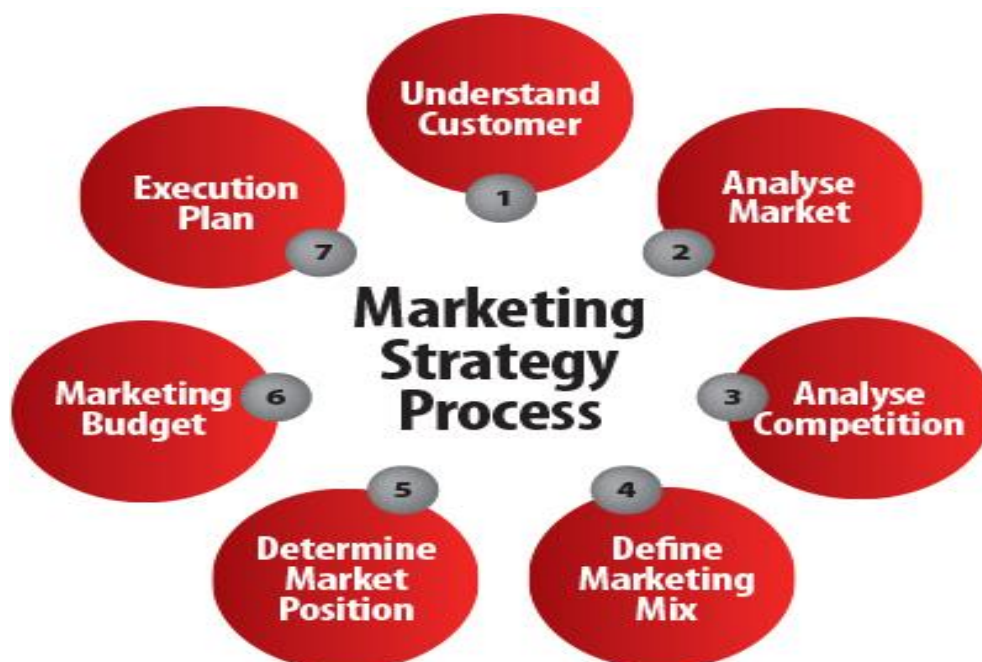 Marketing
Strategy
Process
Understand
Customer
1
Analyse
Market
2
Analyse
Competition
3
Define
Marketing
Mix
4
Determine
Market
Position
5
Marketing
Budget
6
Execution
Plan
7